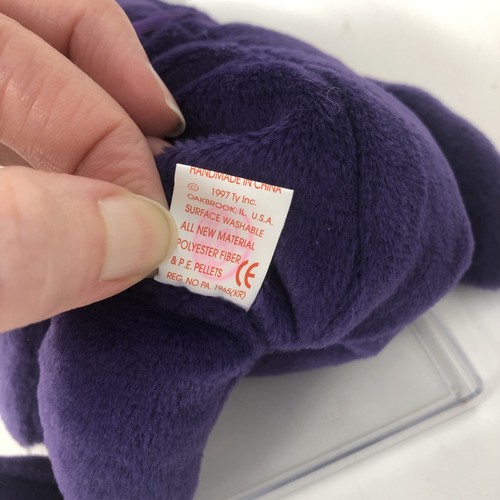 HANDMADE IN CHINA
© 1997 Ty Inc.
OAKBROOK, IL. U.S.A.
SURFACE WASHABLE
ALL NEW MATERIAL
POLYESTER FIBER
& P.E. PELLETS CE
REG. NO PA. 1965(KR)